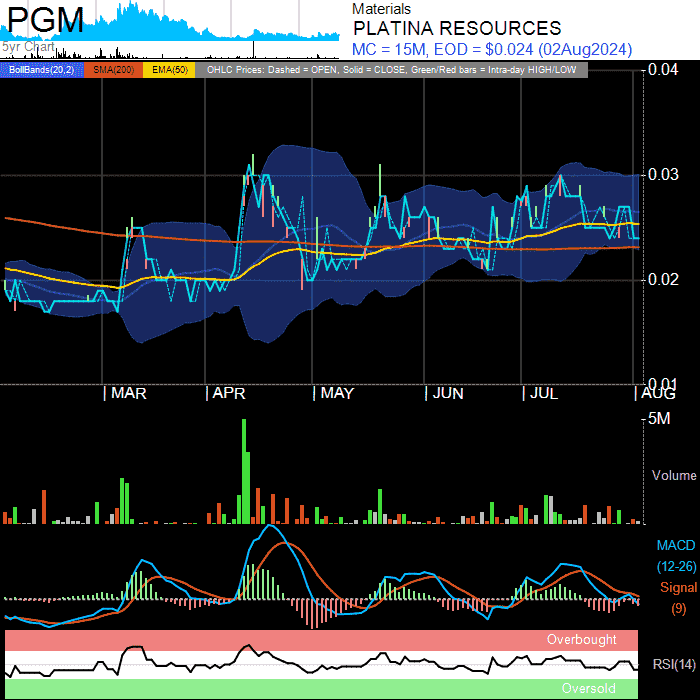 PGM
5yr Chart
Materials
PLATINA RESOURCES
MC = 15M, EOD = $0.024 (02Aug2024)
BollBands(20,2) SMA(200) EMA(50) OHLC Prices: Dashed = OPEN, Solid = CLOSE, Green/Red bars = Intra-day HIGH/LOW
0.04
0.03
0.02
0.01
MAR APR MAY JUN JUL AUG
5M
Volume
MACD
(12-26)
Signal
(9)
Overbought
RSI(14)
Oversold